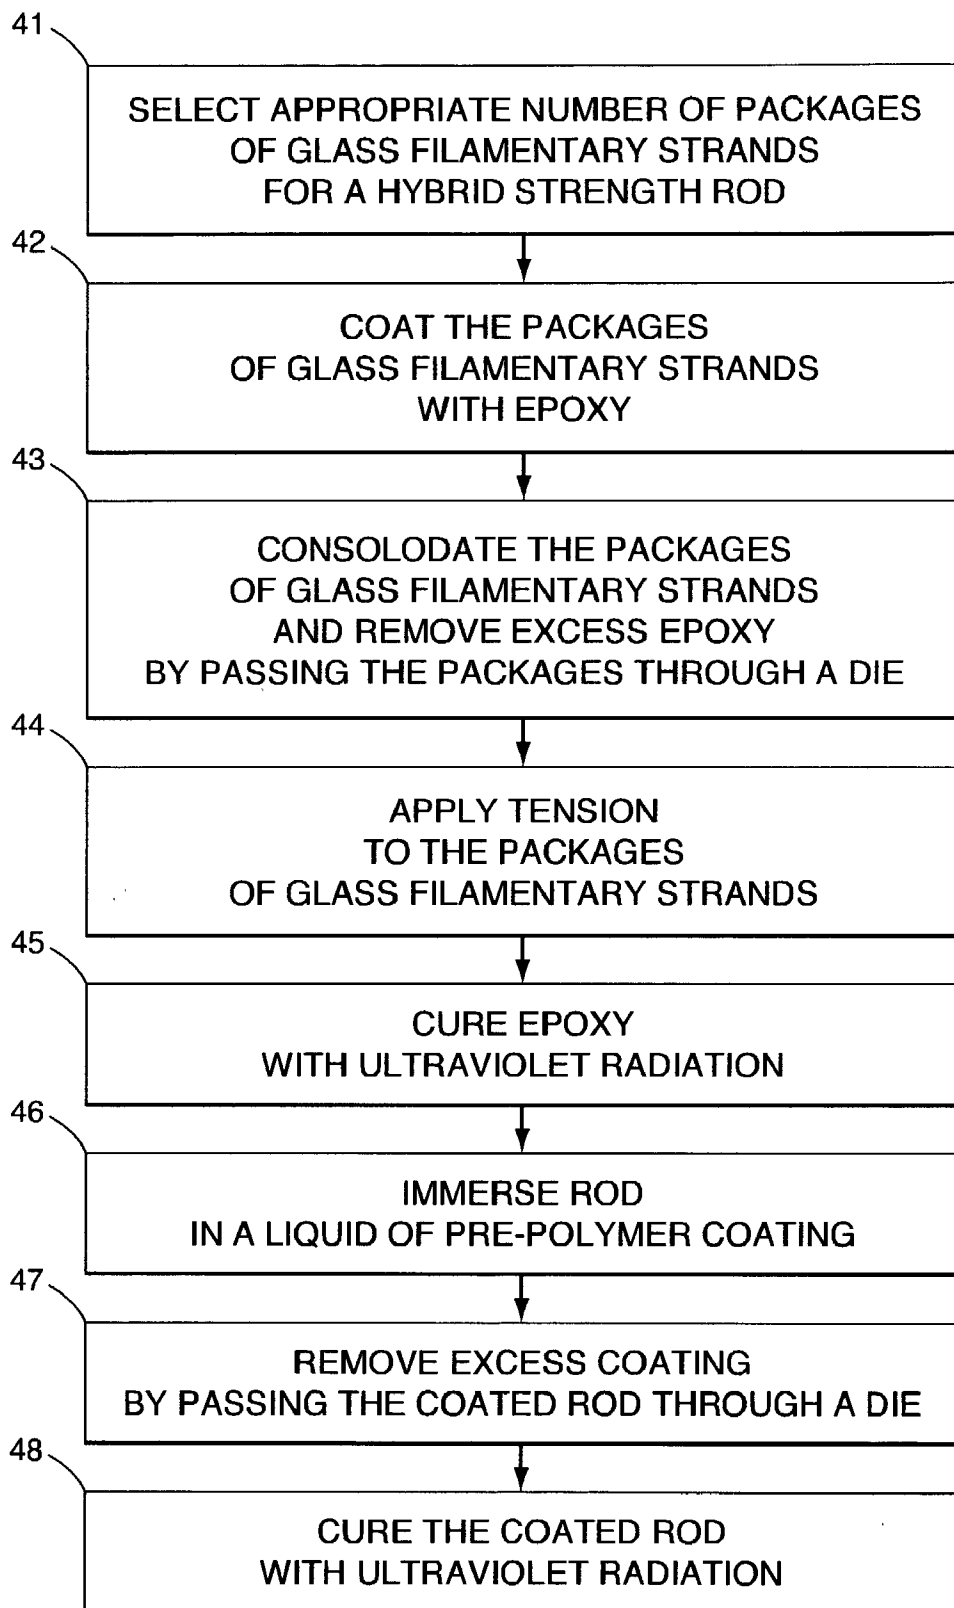 41
SELECT APPROPRIATE NUMBER OF PACKAGES
OF GLASS FILAMENTARY STRANDS
FOR A HYBRID STRENGTH ROD
42
COAT THE PACKAGES
OF GLASS FILAMENTARY STRANDS
WITH EPOXY
43
CONSOLODATE THE PACKAGES
OF GLASS FILAMENTARY STRANDS
AND REMOVE EXCESS EPOXY
BY PASSING THE PACKAGES THROUGH A DIE
44
APPLY TENSION
TO THE PACKAGES
OF GLASS FILAMENTARY STRANDS
45
CURE EPOXY
WITH ULTRAVIOLET RADIATION
46
IMMERSE ROD
IN A LIQUID OF PRE-POLYMER COATING
47
REMOVE EXCESS COATING
BY PASSING THE COATED ROD THROUGH A DIE
48
CURE THE COATED ROD
WITH ULTRAVIOLET RADIATION